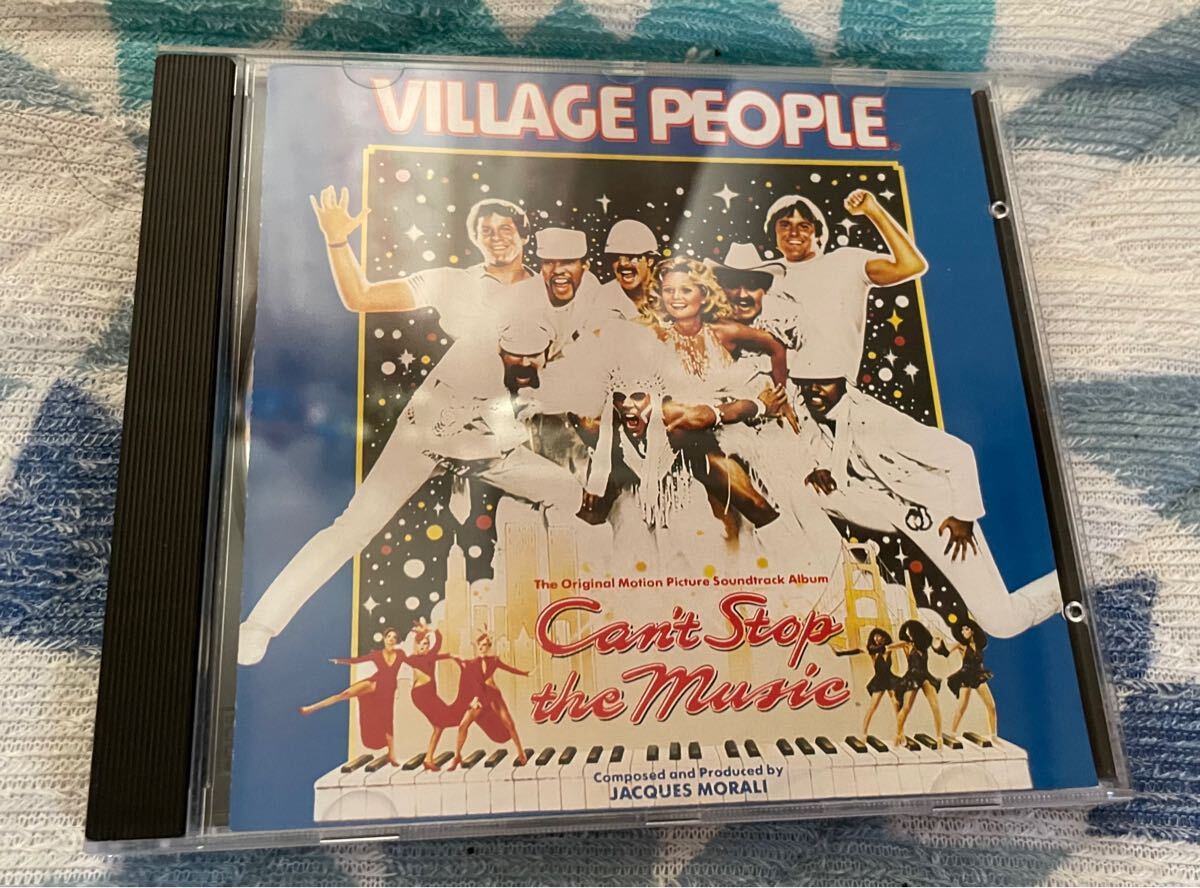 VILLAGE PEOPLE®
The Original Motion Picture Soundtrack Album
Can't Stop
the Music
Composed and Produced by
JACQUES MORALI